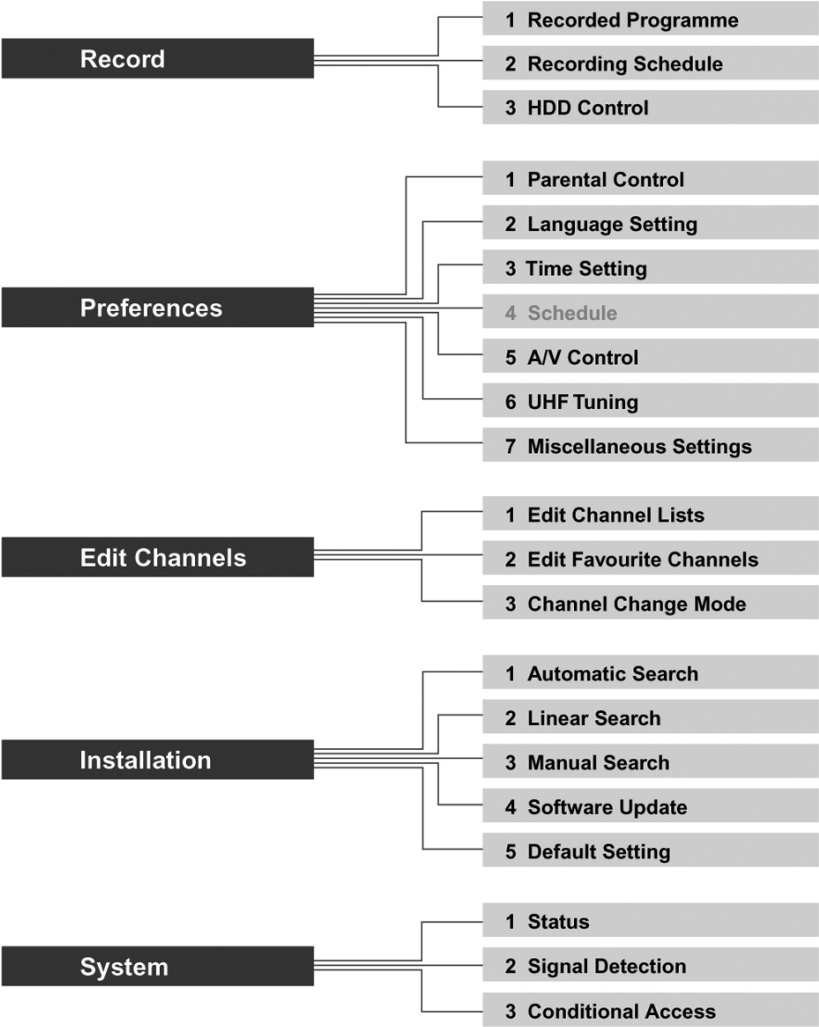 Record
1 Recorded Programme
2 Recording Schedule
3 HDD Control
Preferences
1 Parental Control
2 Language Setting
3 Time Setting
4 Schedule
5 A/V Control
6 UHF Tuning
7 Miscellaneous Settings
Edit Channels
1 Edit Channel Lists
2 Edit Favourite Channels
3 Channel Change Mode
Installation
1 Automatic Search
2 Linear Search
3 Manual Search
4 Software Update
5 Default Setting
System
1 Status
2 Signal Detection
3 Conditional Access